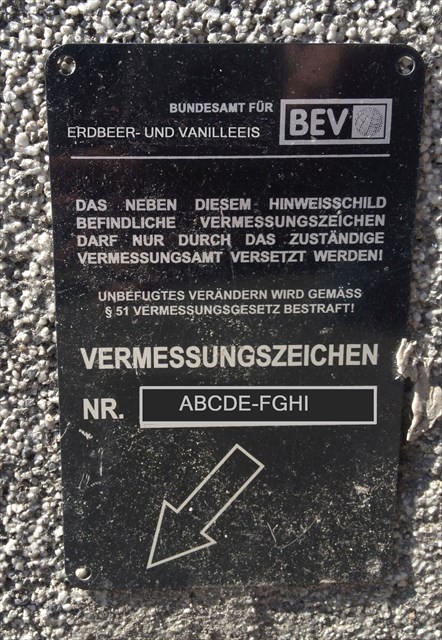 BUNDESAMT FÜR
ERDBEER- UND VANILLEEIS
BEV
DAS NEBEN DIESEM HINWEISSCHILD
BEFINDLICHE VERMESSUNGSZEICHEN
DARF NUR DURCH DAS ZUSTÄNDIGE
VERMESSUNGSAMT VERSETZT WERDEN!
UNBEFUGTES VERÄNDERN WIRD GEMÄSS
§ 51 VERMESSUNGSGESETZ BESTRAFT!
VERMESSUNGSZEICHEN
NR. ABCDE-FGHI